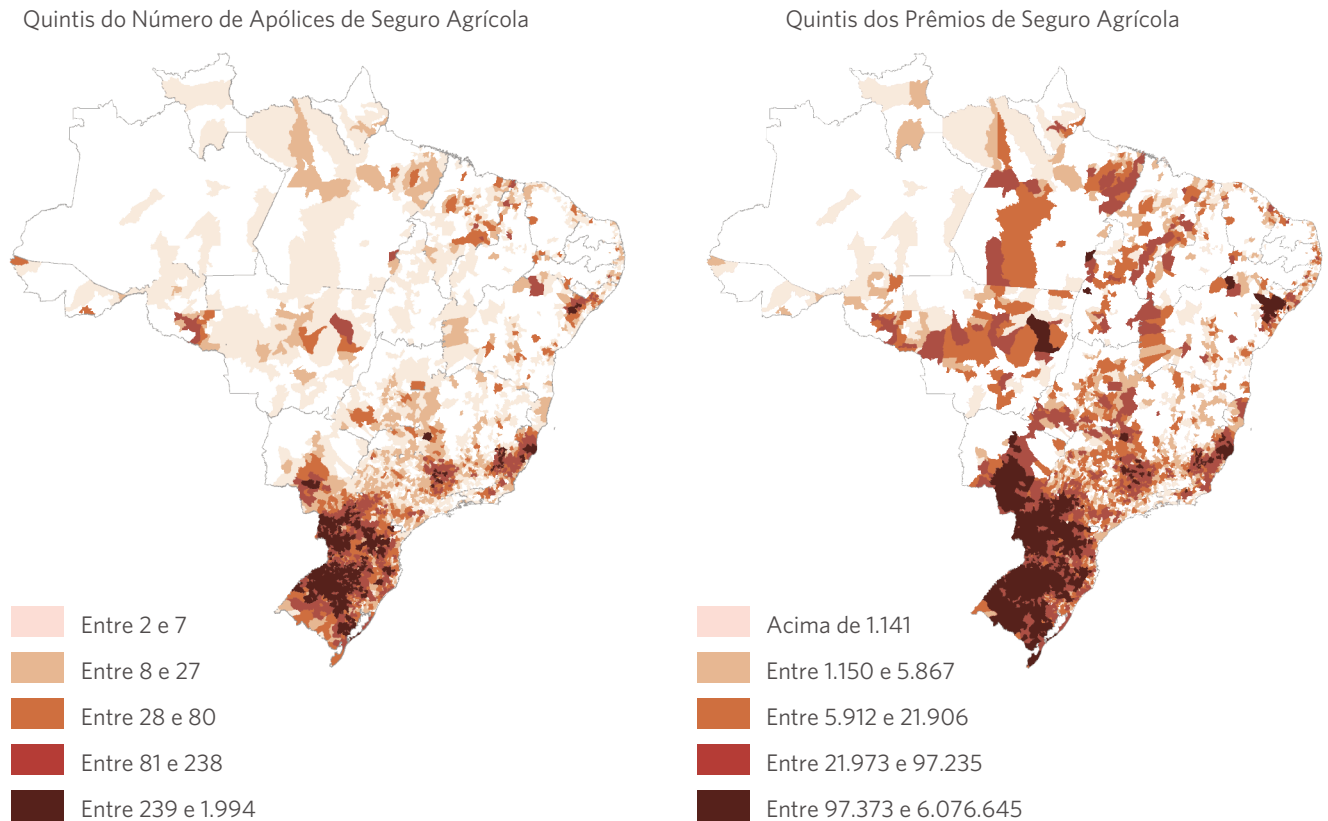 Quintis do Número de Apólices de Seguro Agrícola
Entre 2 e 7
Entre 8 e 27
Entre 28 e 80
Entre 81 e 238
Entre 239 e 1.994
Quintis dos Prêmios de Seguro Agrícola
Acima de 1.141
Entre 1.150 e 5.867
Entre 5.912 e 21.906
Entre 21.973 e 97.235
Entre 97.373 e 6.076.645